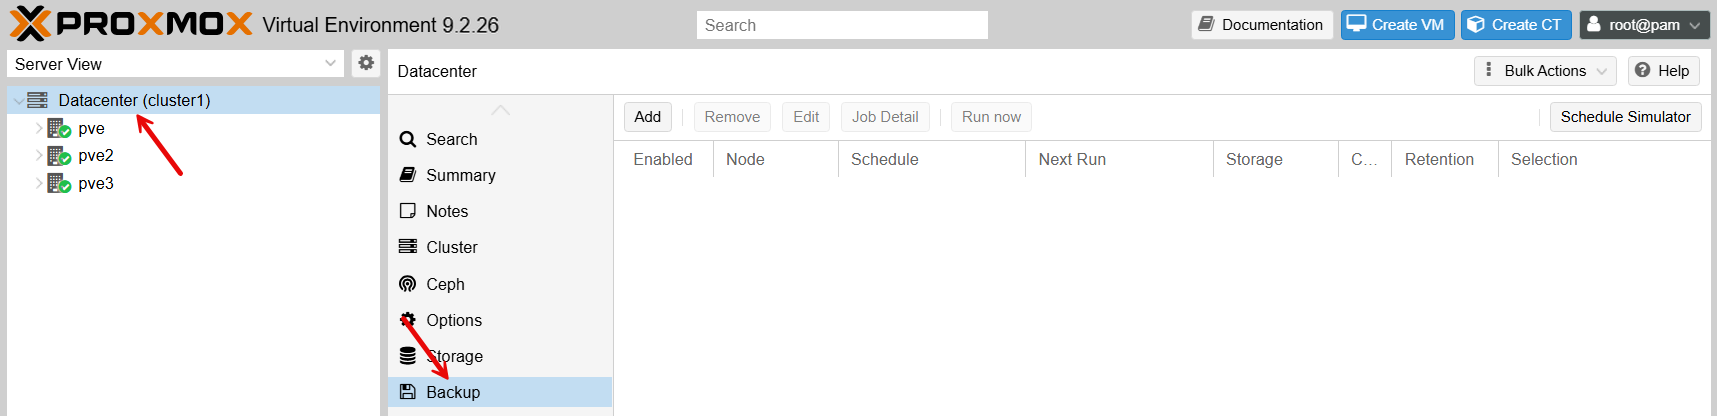 PROXMOX Virtual Environment 9.2.26
Search
Documentation
Create VM
Create CT
root@pam
Server View
Datacenter (cluster1)
pve
pve2
pve3
Datacenter
Bulk Actions
Help
Search
Summary
Notes
Cluster
Ceph
Options
Storage
Backup
Add
Remove
Edit
Job Detail
Run now
Schedule Simulator
Enabled
Node
Schedule
Next Run
Storage
C...
Retention
Selection